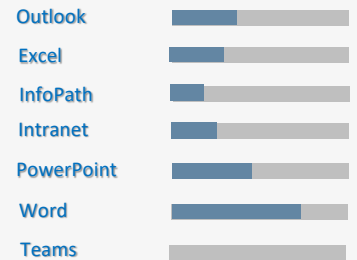 Outlook
Excel
InfoPath
Intranet
PowerPoint
Word
Teams